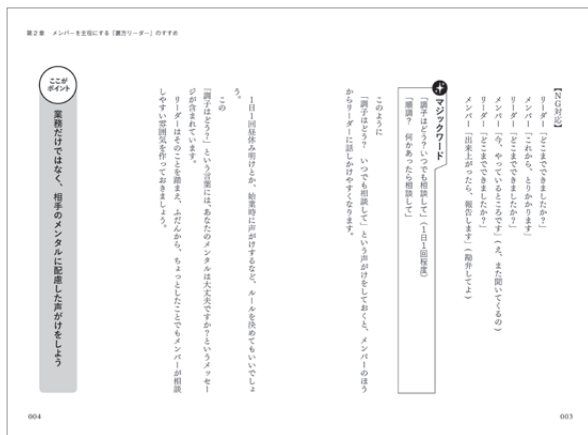 第2章 メンバーを主役にする「裏方リーダー」のすすめ
【NG対応】
リーダー「どこまでできましたか?」
メンバー「これから、とりかかります」
リーダー「どこまでできましたか?」
メンバー「今、やっているところです」(え、また聞いてくるの)
リーダー「どこまでできましたか?」
メンバー「出来上がったら、報告します」(勘弁してよ)
マジックワード
「調子はどう?いつでも相談して」(1日1回程度)
「順調? 何かあったら相談して」
このように
「調子はどう? いつでも相談して」という声がけをしておくと、メンバーのほう
からリーダーに話しかけやすくなります。
003
1日1回昼休み明けとか、始業時に声がけするなど、ルールを決めてもいいでしょ
う。
この
「調子はどう?」という言葉には、あなたのメンタルは大丈夫ですか?というメッセー
ジが含まれています。
リーダーはそのことを踏まえ、ふだんから、ちょっとしたことでもメンバーが相談
しやすい雰囲気を作っておきましょう。
ここが
ポイント
業務だけではなく、相手のメンタルに配慮した声がけをしよう
004